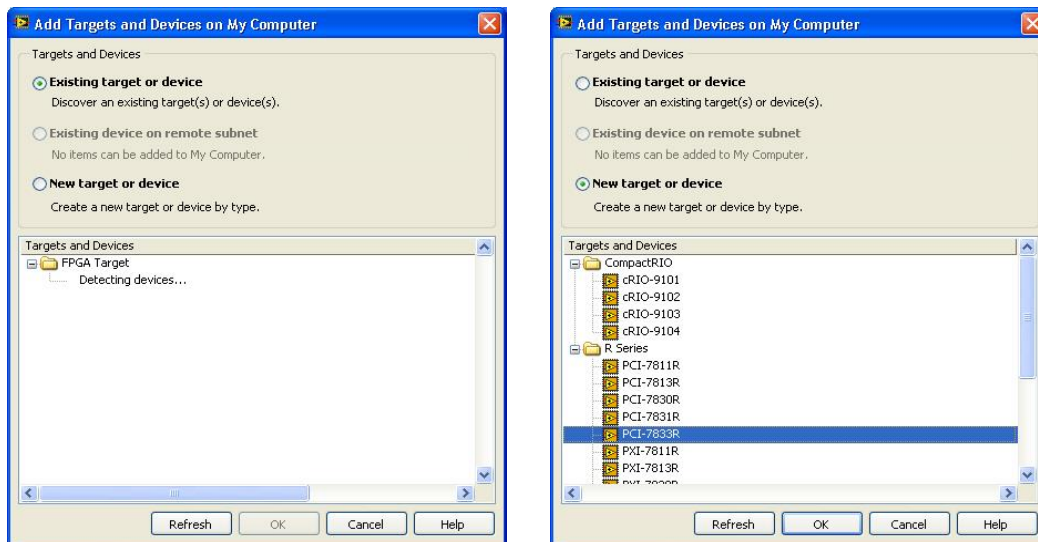 Add Targets and Devices on My Computer
Targets and Devices
Existing target or device
Discover an existing target(s) or device(s).
Existing device on remote subnet
No items can be added to My Computer.
New target or device
Create a new target or device by type.
Targets and Devices
FPGA Target
Detecting devices...
Refresh
OK
Cancel
Help
Add Targets and Devices on My Computer
Targets and Devices
Existing target or device
Discover an existing target(s) or device(s).
Existing device on remote subnet
No items can be added to My Computer.
New target or device
Create a new target or device by type.
Targets and Devices
CompactRIO
cRIO-9101
cRIO-9102
cRIO-9103
cRIO-9104
R Series
PCI-7811R
PCI-7813R
PCI-7830R
PCI-7831R
PCI-7833R
PXI-7811R
PXI-7813R
Refresh
OK
Cancel
Help